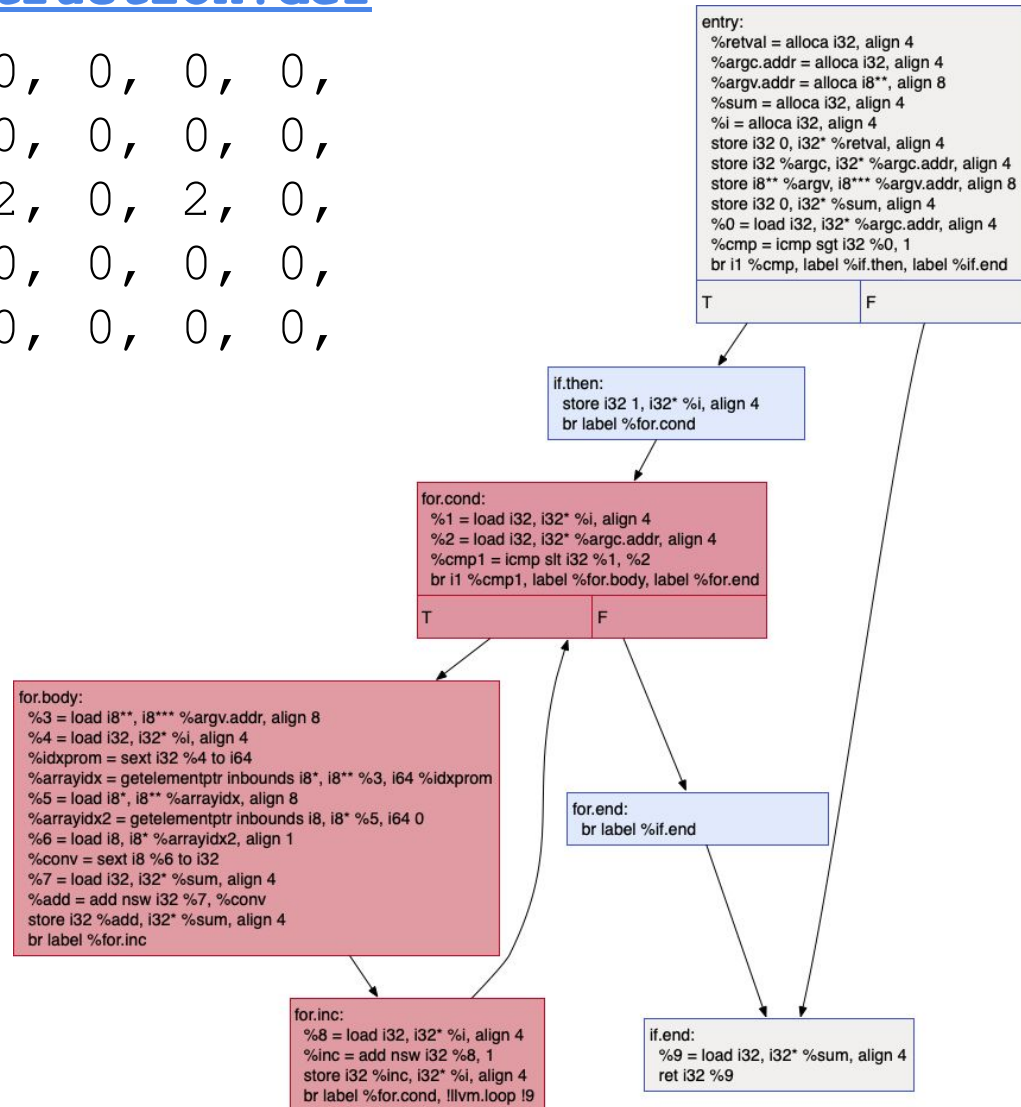 0, 0, 0, 0,
0, 0, 0, 0,
2, 0, 2, 0,
0, 0, 0, 0,
0, 0, 0, 0,
entry:
%retval = alloca i32, align 4
%argc.addr = alloca i32, align 4
%argv.addr = alloca i8**, align 8
%sum = alloca i32, align 4
%i = alloca i32, align 4
store i32 0, i32* %retval, align 4
store i32 %argc, i32* %argc.addr, align 4
store i8** %argv, i8*** %argv.addr, align 8
store i32 0, i32* %sum, align 4
%0 = load i32, i32* %argc.addr, align 4
%cmp = icmp sgt i32 %0, 1
br i1 %cmp, label %if.then, label %if.end
T F
if.then:
store i32 1, i32* %i, align 4
br label %for.cond
for.cond:
%1 = load i32, i32* %i, align 4
%2 = load i32, i32* %argc.addr, align 4
%cmp1 = icmp slt i32 %1, %2
br i1 %cmp1, label %for.body, label %for.end
T F
for.body:
%3 = load i8**, i8*** %argv.addr, align 8
%4 = load i32, i32* %i, align 4
%idxprom = sext i32 %4 to i64
%arrayidx = getelementptr inbounds i8*, i8** %3, i64 %idxprom
%5 = load i8*, i8** %arrayidx, align 8
%arrayidx2 = getelementptr inbounds i8, i8* %5, i64 0
%6 = load i8, i8* %arrayidx2, align 1
%conv = sext i8 %6 to i32
%7 = load i32, i32* %sum, align 4
%add = add nsw i32 %7, %conv
store i32 %add, i32* %sum, align 4
br label %for.inc
for.end:
br label %if.end
for.inc:
%8 = load i32, i32* %i, align 4
%inc = add nsw i32 %8, 1
store i32 %inc, i32* %i, align 4
br label %for.cond, !llvm.loop !9
if.end:
%9 = load i32, i32* %sum, align 4
ret i32 %9